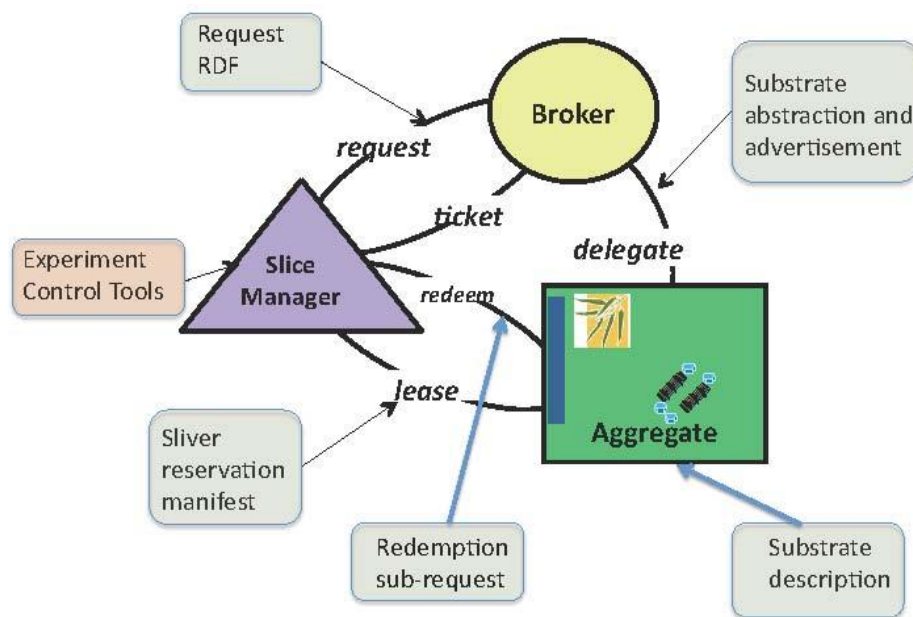 Request
RDF
Broker
Substrate
abstraction and
advertisement
request
ticket
delegate
Experiment
Control Tools
Slice
Manager
redeem
lease
Aggregate
Sliver
reservation
manifest
Redemption
sub-request
Substrate
description